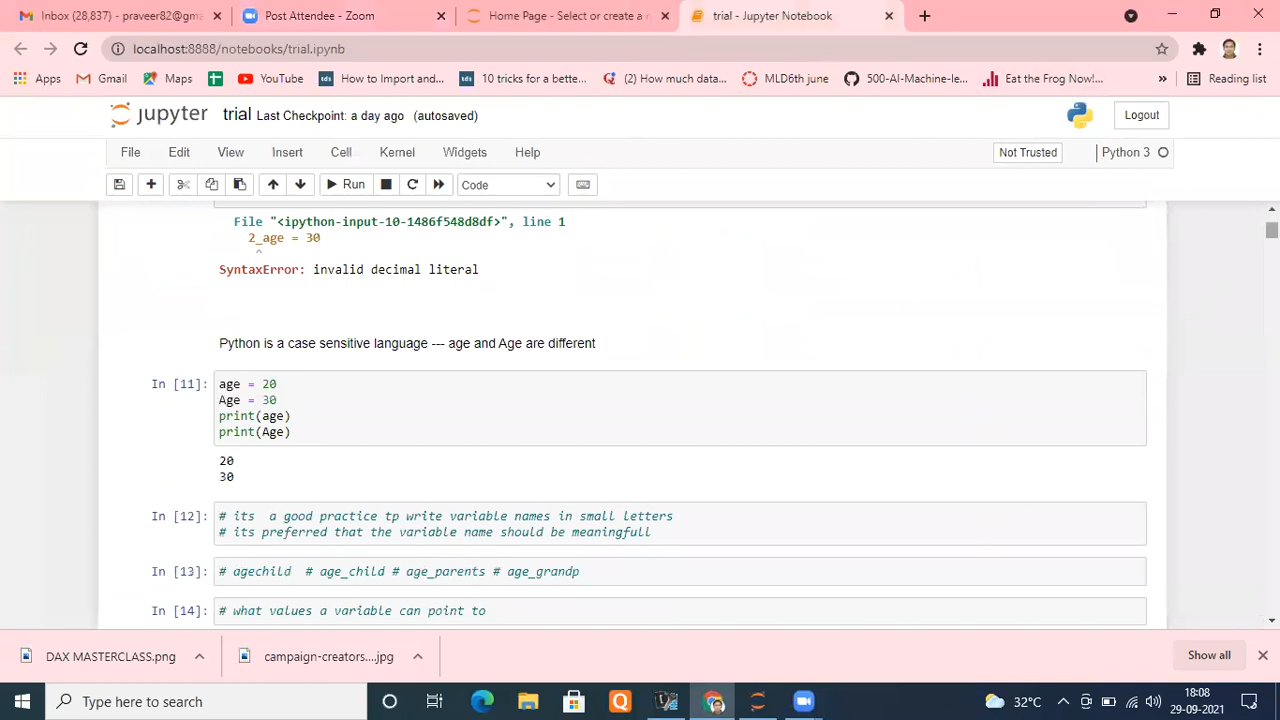 Inbox (28,837) - praveer82@gm
Post Attendee - Zoom
Home Page - Select or create a n
trial - Jupyter Notebook
localhost:8888/notebooks/trial.ipynb
Apps
Gmail
Maps
YouTube
tds
How to Import and...
tds
10 tricks for a bette...
(2) How much data...
MLD6th june
500-AI-Machine-le...
Eat the Frog Now!...
»
Reading list
jupyter
trial Last Checkpoint: a day ago (autosaved)
Logout
File Edit View Insert Cell Kernel Widgets Help
Not Trusted
Python 3
Run
Code
File "<ipython-input-10-1486f548d8df>", line 1
2_age = 30
^
SyntaxError: invalid decimal literal
Python is a case sensitive language --- age and Age are different
In [11]: age = 20
Age = 30
print(age)
print(Age)
20
30
In [12]: # its  a good practice tp write variable names in small letters
# its preferred that the variable name should be meaningfull
In [13]: # agechild  # age_child # age_parents # age_grandp
In [14]: # what values a variable can point to
DAX MASTERCLASS.png
campaign-creators....jpg
Show all
Type here to search
Q
32°C
18:08
29-09-2021